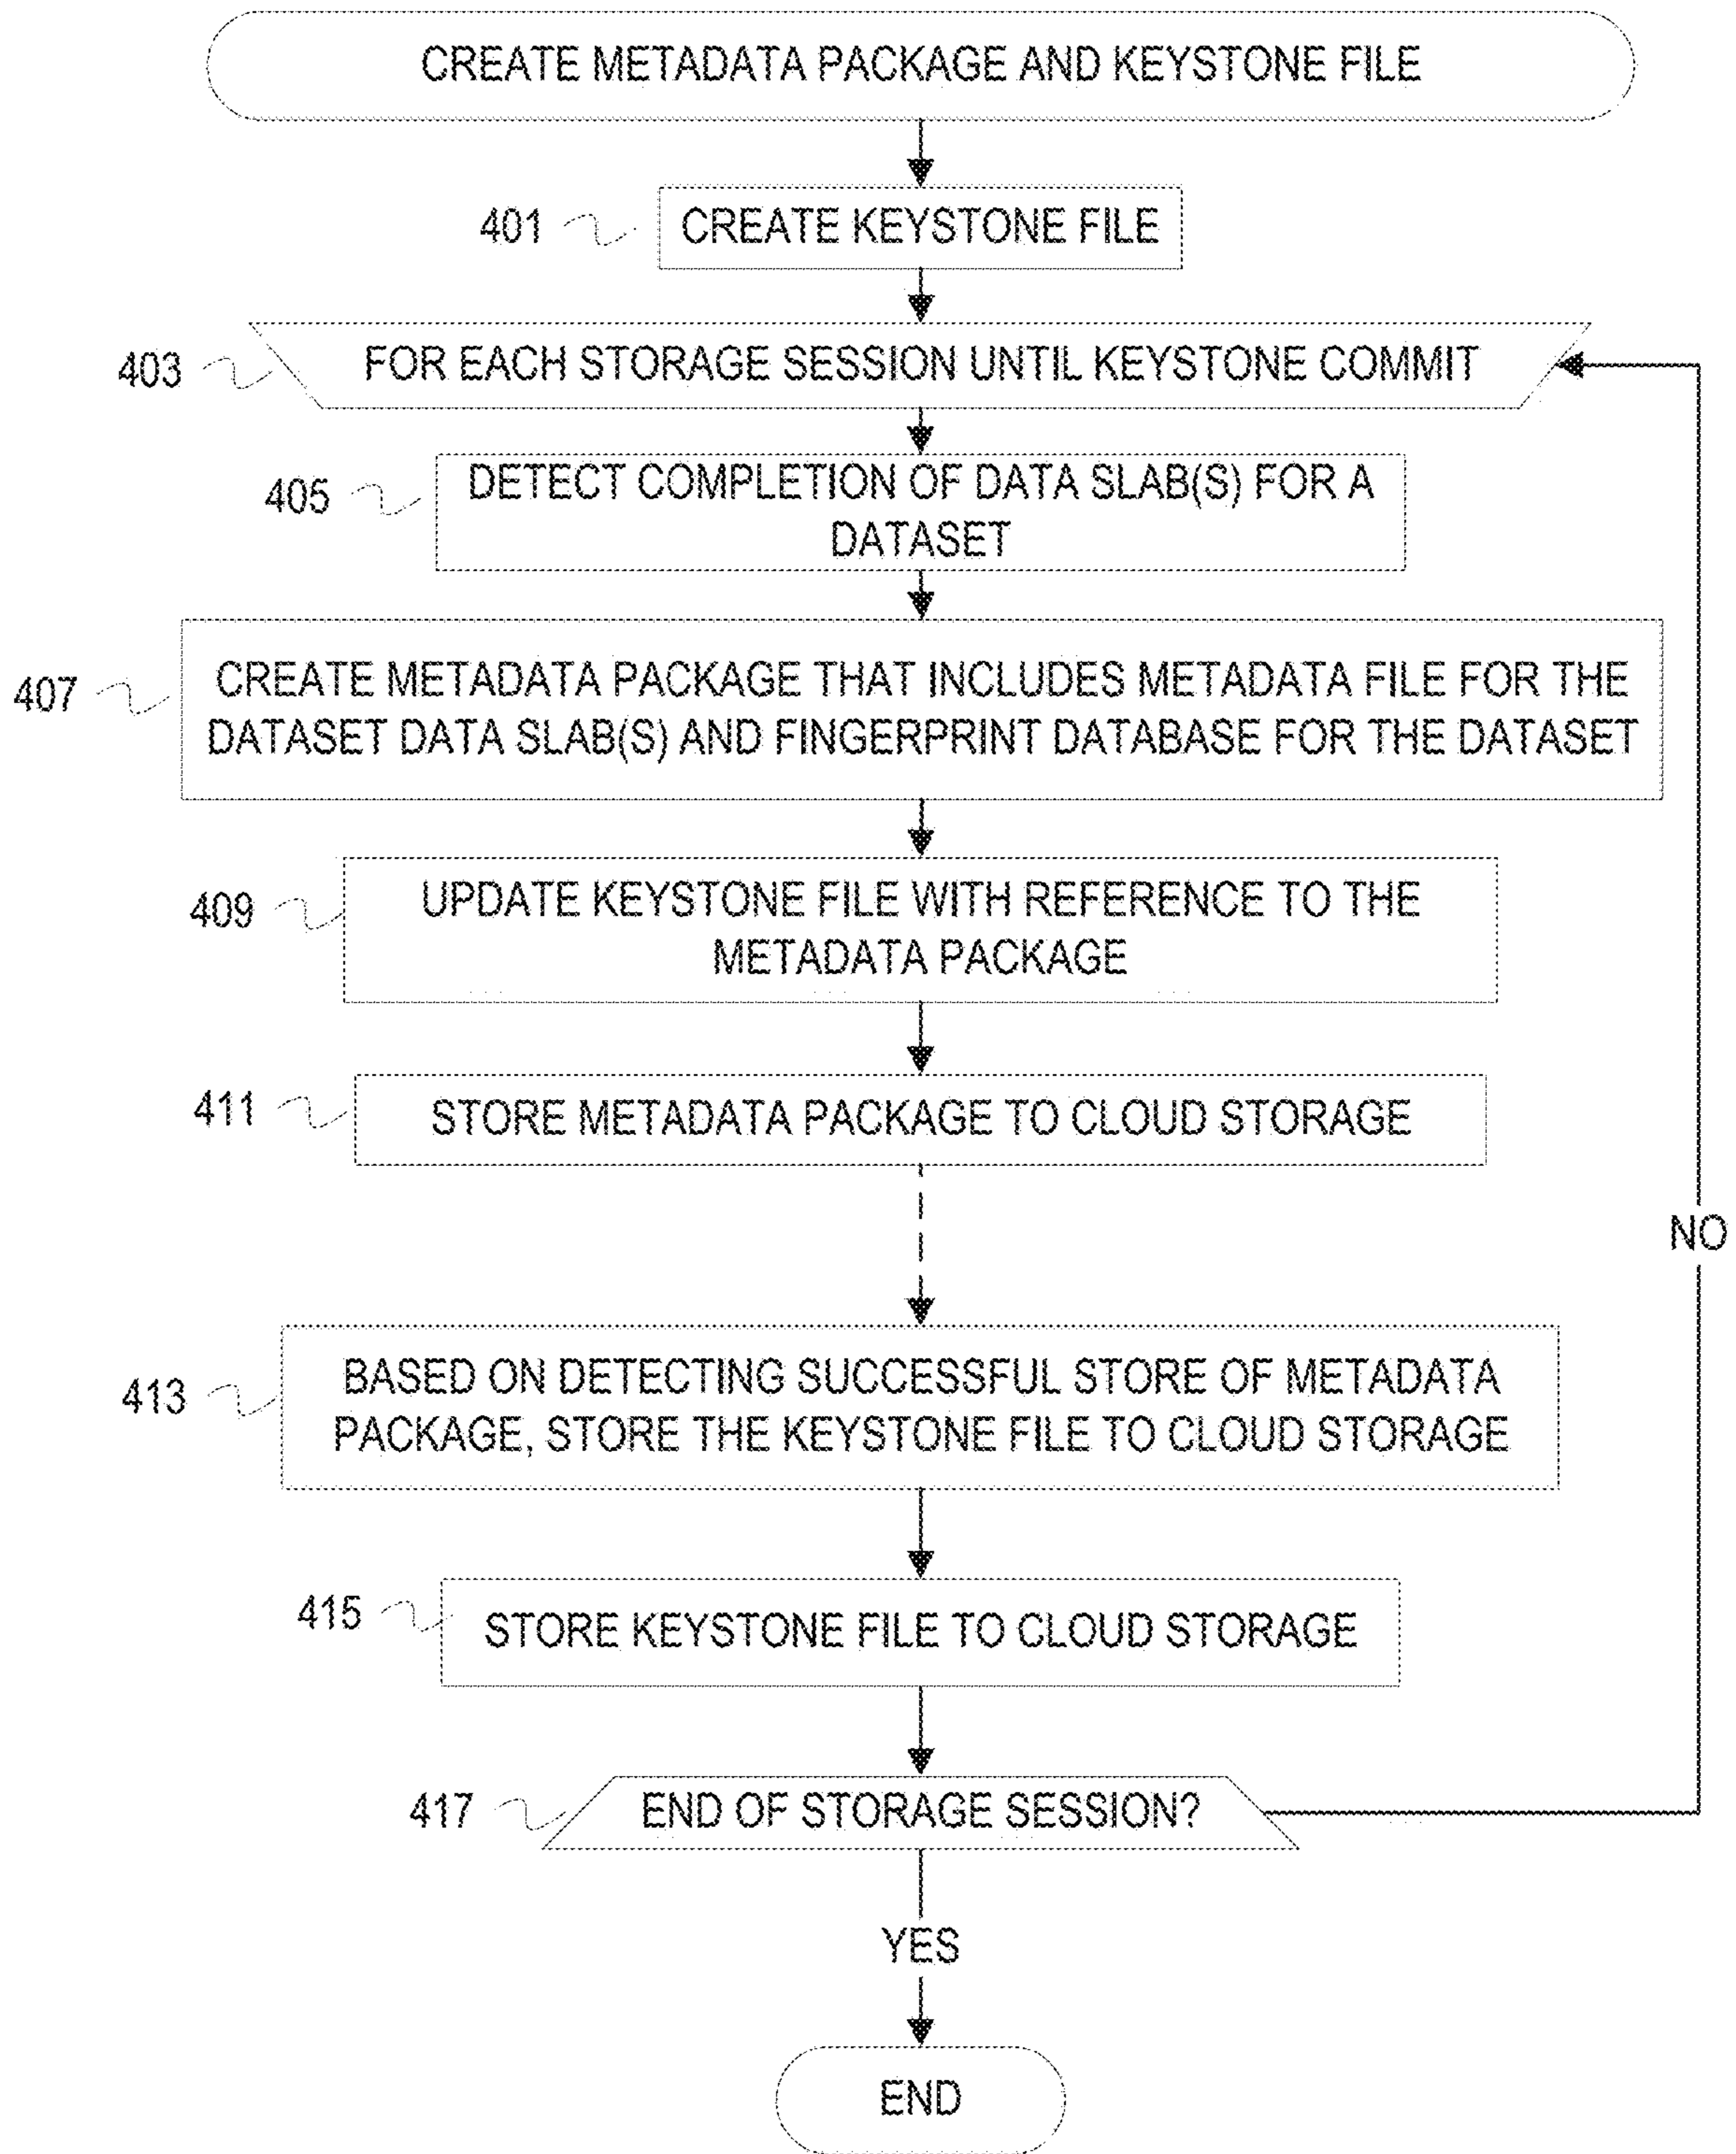 CREATE METADATA PACKAGE AND KEYSTONE FILE
401
CREATE KEYSTONE FILE
403
FOR EACH STORAGE SESSION UNTIL KEYSTONE COMMIT
405
DETECT COMPLETION OF DATA SLAB(S) FOR A
DATASET
407
CREATE METADATA PACKAGE THAT INCLUDES METADATA FILE FOR THE
DATASET DATA SLAB(S) AND FINGERPRINT DATABASE FOR THE DATASET
409
UPDATE KEYSTONE FILE WITH REFERENCE TO THE
METADATA PACKAGE
411
STORE METADATA PACKAGE TO CLOUD STORAGE
NO
413
BASED ON DETECTING SUCCESSFUL STORE OF METADATA
PACKAGE, STORE THE KEYSTONE FILE TO CLOUD STORAGE
415
STORE KEYSTONE FILE TO CLOUD STORAGE
417
END OF STORAGE SESSION?
YES
END